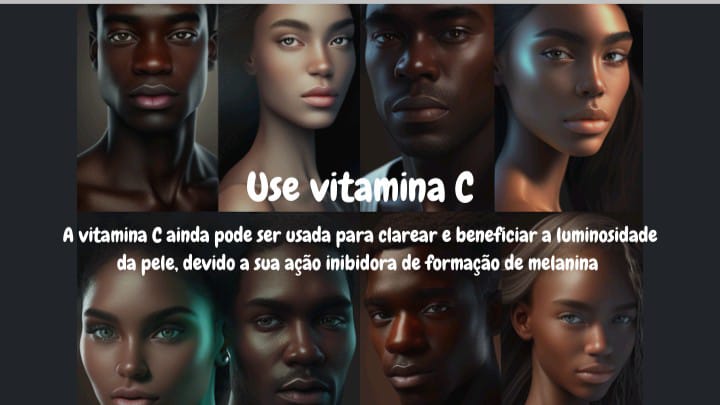 Use vitamina C
A vitamina C ainda pode ser usada para clarear e beneficiar a luminosidade
da pele, devido a sua ação inibidora de formação de melanina